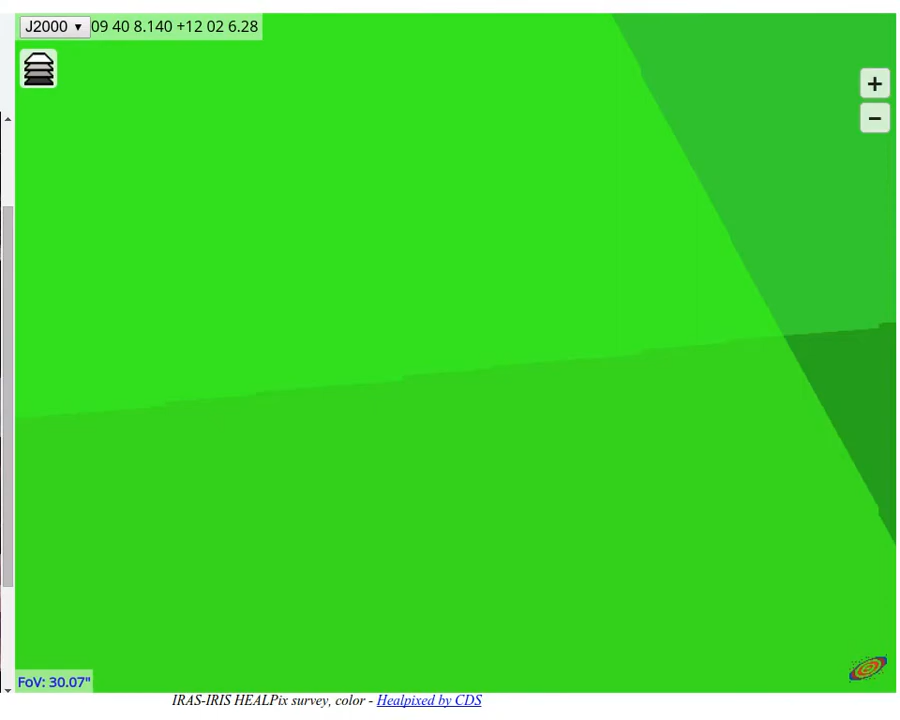 J2000 ▼ 09 40 8.140 +12 02 6.28
+
−
FoV: 30.07"
IRAS-IRIS HEALPix survey, color - Healpixed by CDS